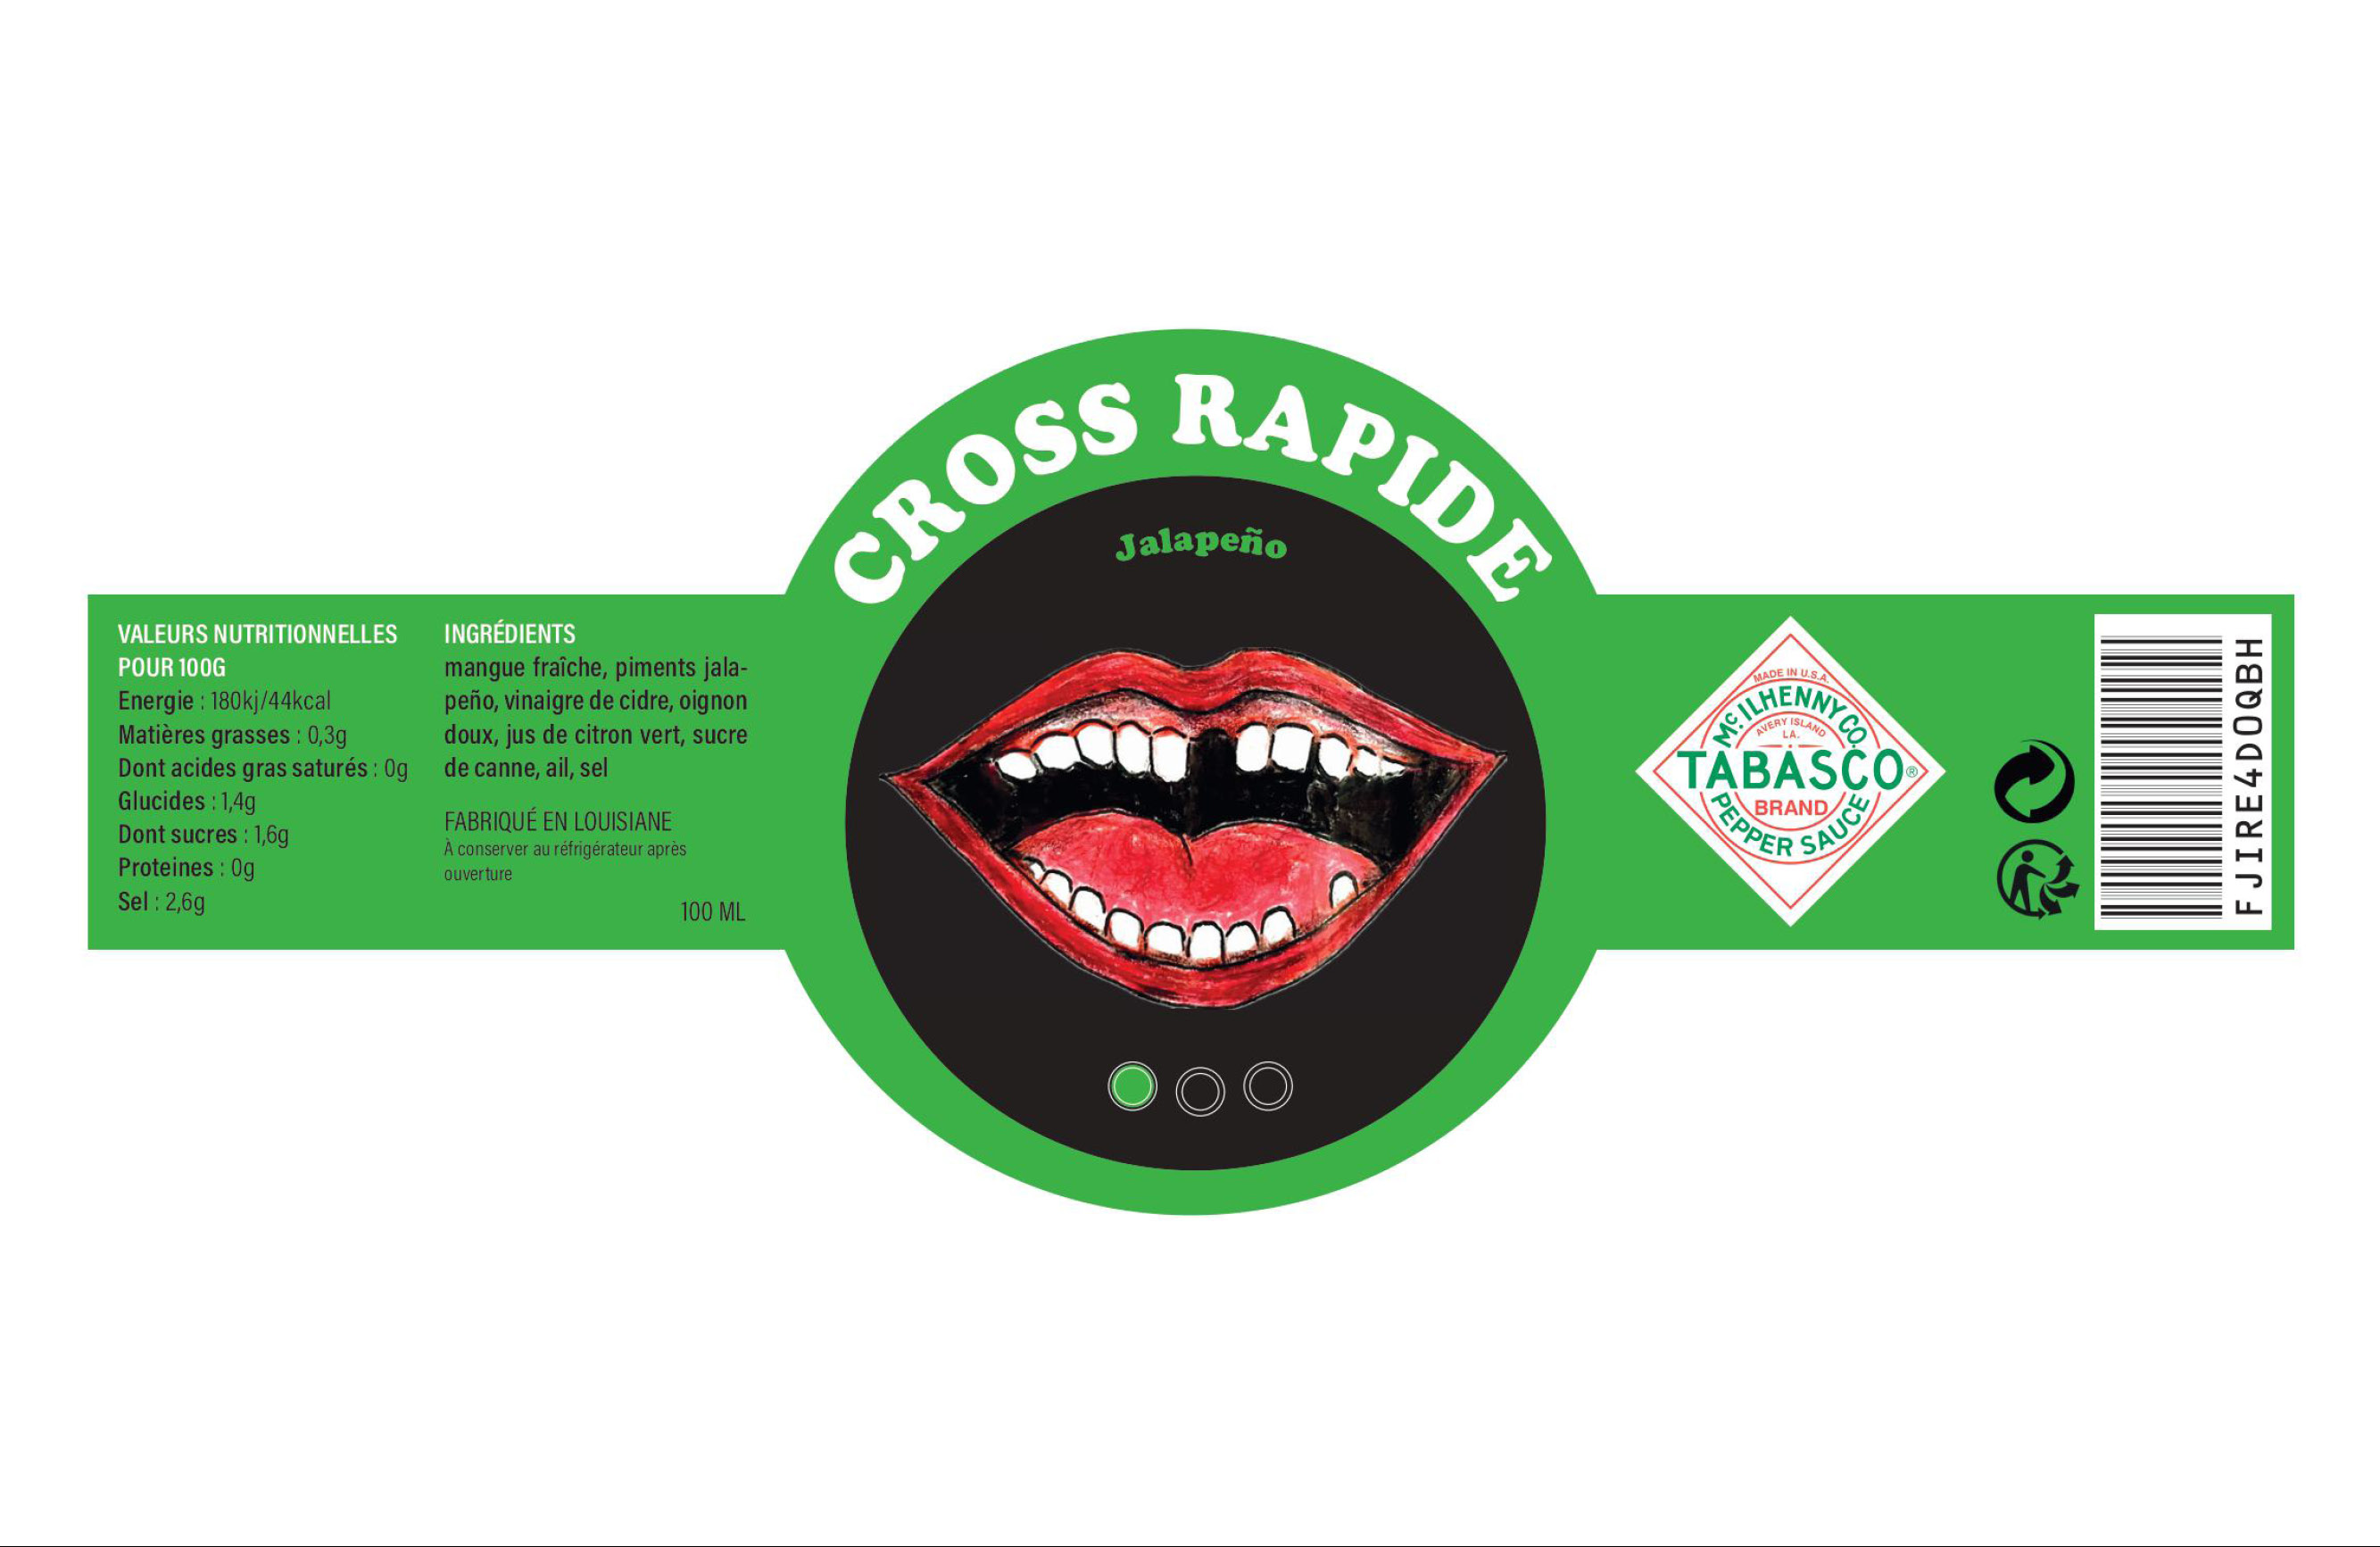 CROSS RAPIDE
Jalapeño
VALEURS NUTRITIONNELLES
POUR 100G
Energie : 180kj/44kcal
Matières grasses : 0,3g
Dont acides gras saturés : 0g
Glucides : 1,4g
Dont sucres : 1,6g
Proteines : 0g
Sel : 2,6g
INGRÉDIENTS
mangue fraîche, piments jala-
peño, vinaigre de cidre, oignon
doux, jus de citron vert, sucre
de canne, ail, sel
FABRIQUÉ EN LOUISIANE
À conserver au réfrigérateur après
ouverture
100 ML
MADE IN U.S.A.
Mc. ILHENNY CO.
AVERY ISLAND
LA.
TABASCO®
BRAND
PEPPER SAUCE
FJIRE4DOQBH